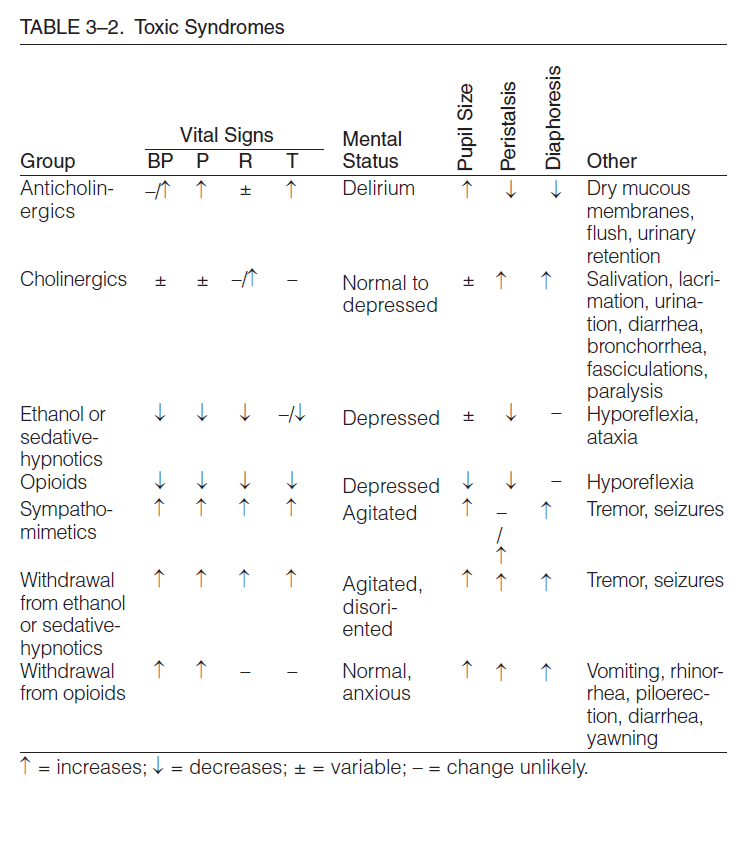 TABLE 3–2. Toxic Syndromes
Vital Signs
Group BP P R T Mental Status Pupil Size Peristalsis Diaphoresis Other
Anticholin- –/↑ ↑ ± ↑ Delirium ↑ ↓ ↓ Dry mucous
ergics membranes,
flush, urinary
retention
Cholinergics ± ± –/↑ – Normal to ± ↑ ↑ Salivation, lacri-
depressed mation, urina-
tion, diarrhea,
bronchorrhea,
fasciculations,
paralysis
Ethanol or ↓ ↓ ↓ –/↓ Depressed ± ↓ – Hyporeflexia,
sedative- ataxia
hypnotics
Opioids ↓ ↓ ↓ ↓ Depressed ↓ ↓ – Hyporeflexia
Sympatho- ↑ ↑ ↑ ↑ Agitated ↑ –/↑ ↑ Tremor, seizures
mimetics
Withdrawal ↑ ↑ ↑ ↑ Agitated, ↑ ↑ ↑ Tremor, seizures
from ethanol disori-
or sedative- ented
hypnotics
Withdrawal ↑ ↑ – – Normal, ↑ ↑ ↑ Vomiting, rhinor-
from opioids anxious rhea, piloerec-
tion, diarrhea,
yawning
↑ = increases; ↓ = decreases; ± = variable; – = change unlikely.